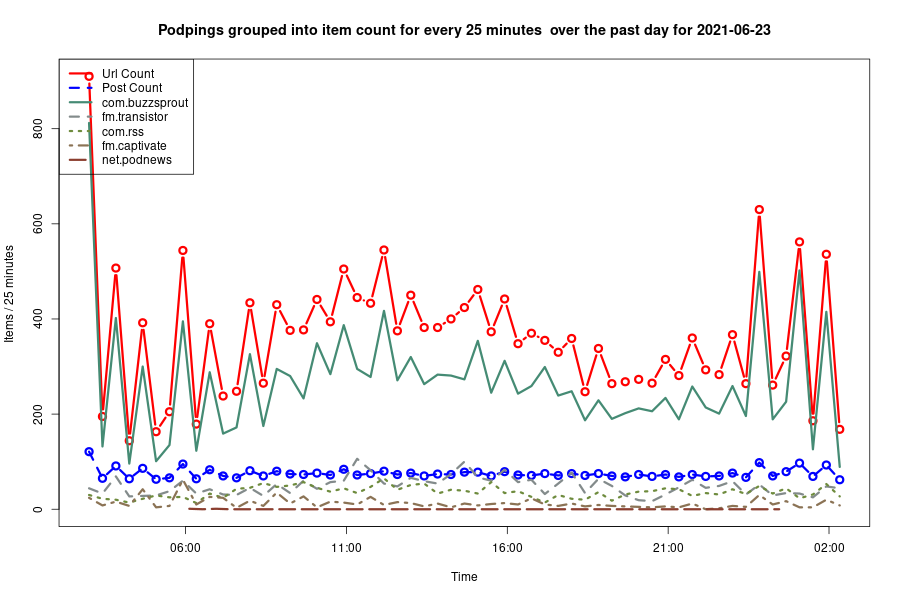 Podpings grouped into item count for every 25 minutes  over the past day for 2021-06-23
Url Count
Post Count
com.buzzsprout
fm.transistor
com.rss
fm.captivate
net.podnews
Items / 25 minutes
800
600
400
200
0
06:00
11:00
16:00
21:00
02:00
Time